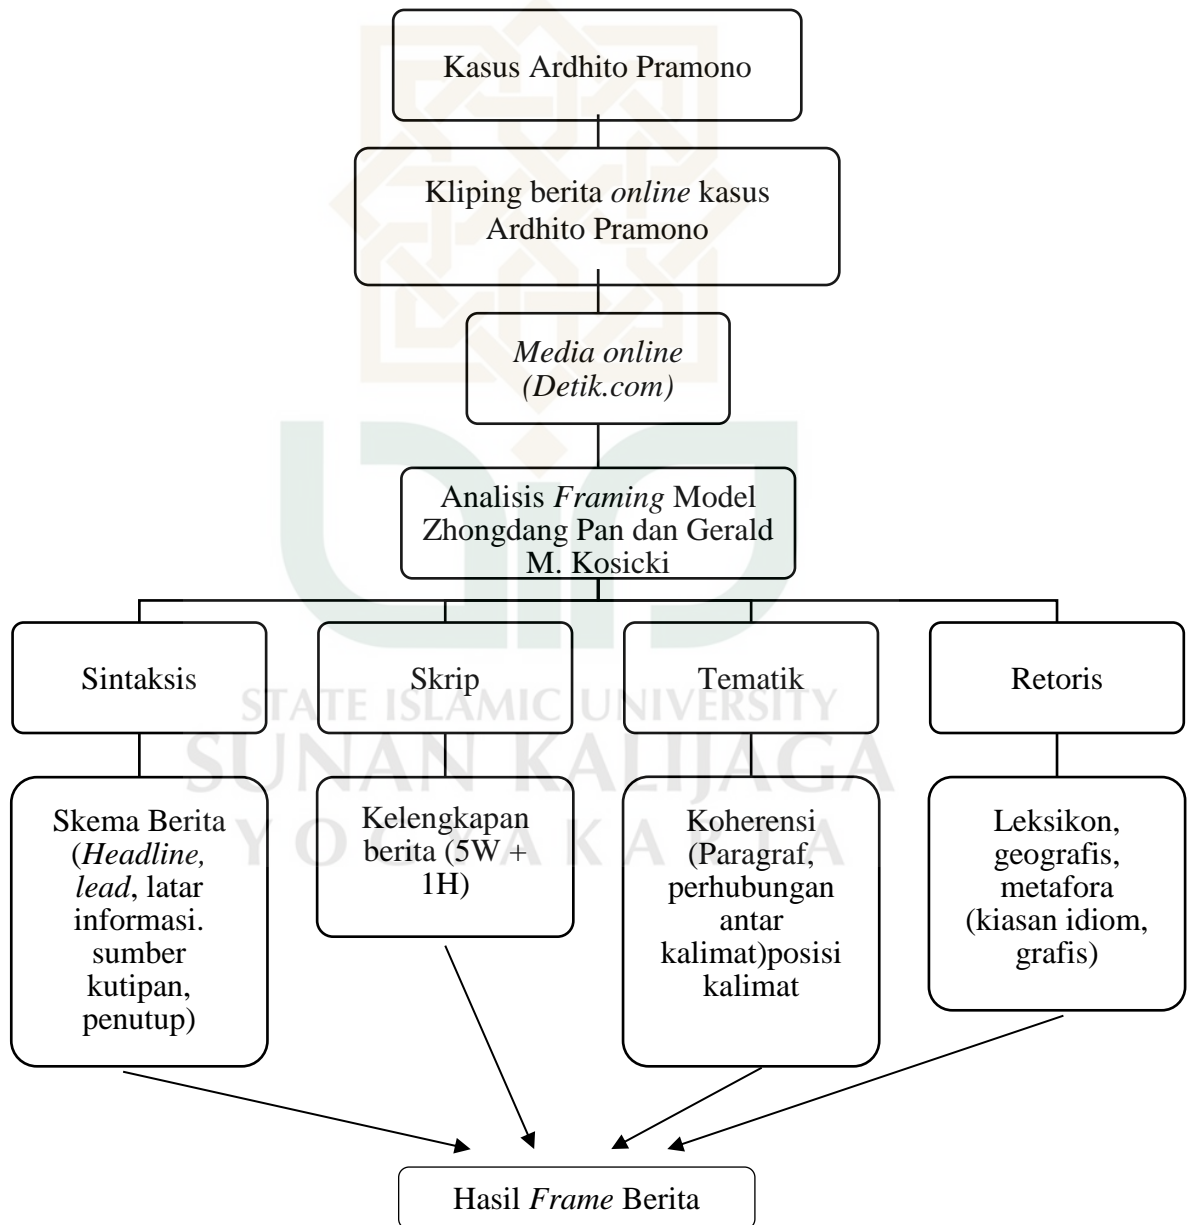 Kasus Ardhito Pramono
Kliping berita online kasus
Ardhito Pramono
Media online
(Detik.com)
Analisis Framing Model
Zhongdang Pan dan Gerald
M. Kosicki
Sintaksis
Skrip
Tematik
Retoris
STATE ISLAMIC UNIVERSITY
SUNAN KALIJAGA
YOGYAKARTA
Skema Berita
(Headline,
lead, latar
informasi.
sumber
kutipan,
penutup)
Kelengkapan
berita (5W +
1H)
Koherensi
(Paragraf,
perhubungan
antar
kalimat)posisi
kalimat
Leksikon,
geografis,
metafora
(kiasan idiom,
grafis)
Hasil Frame Berita